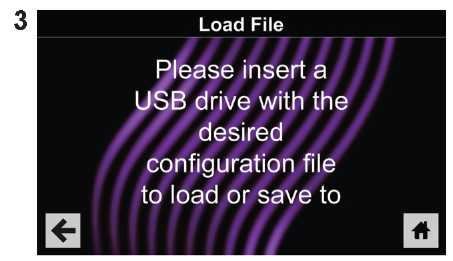 3
Load File
Please insert a
USB drive with the
desired
configuration file
to load or save to